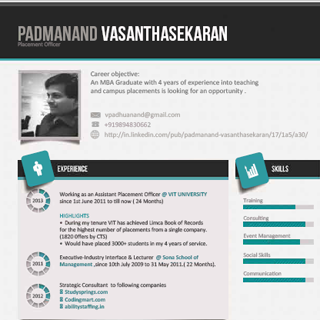 PADMANAND VASANTHASEKARAN
Placement Officer
Career objective:
An MBA Graduate with 4 years of experience into teaching
and campus placements is looking for an opportunity .
vpadhuanand@gmail.com
+919894830662
http://in.linkedin.com/pub/padmanand-vasanthasekaran/17/1a5/a30/
EXPERIENCE
SKILLS
2013
Working as an Assistant Placement Officer @ VIT UNIVERSITY
since 1st June 2011 to till now ( 24 Months)
HIGHLIGHTS
• During my tenure VIT has achieved Limca Book of Records
for the highest number of placements from a single company.
(1820 Offers by CTS)
• Would have placed 3000+ students in my 4 years of service.
2011
Executive-Industry Interface & Lecturer @ Sona School of
Management ,since 10th July 2009 to 31 May 2011.( 22 Months).
2012
Strategic Consultant to following companies
Studysprings.com
Codingmart.com
abilitystaffing.in
Training
Consulting
Event Management
Social Skills
Communication